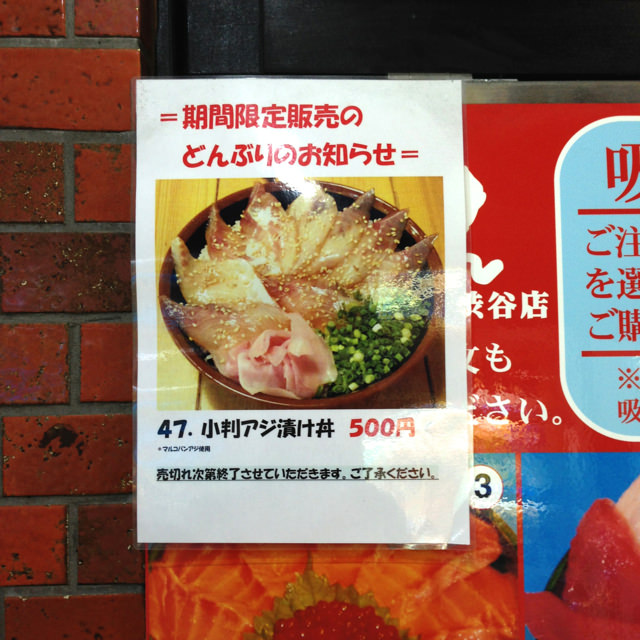 ＝期間限定販売の
どんぶりのお知らせ＝
47. 小判アジ漬け丼 500円
＊マルコバンアジ使用
売切れ次第終了させていただきます。ご了承ください。
渋谷店
も
ださい。
3
吸
ご注
を選
ご購
※
吸